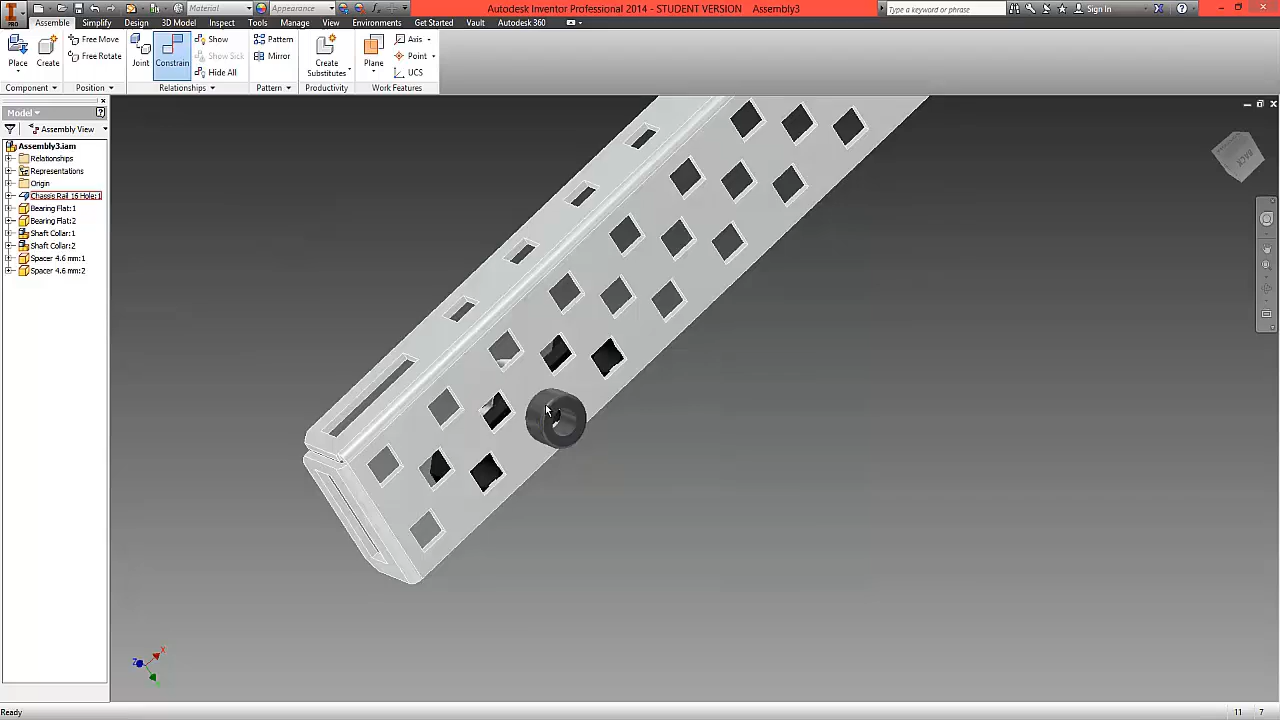 Material
Appearance
Autodesk Inventor Professional 2014 - STUDENT VERSION Assembly3
Type a keyword or phrase
Sign In
PRO
Assemble Simplify Design 3D Model Inspect Tools Manage Environments Get Started Vault Autodesk 360
Place
Create
Free Move
Free Rotate
Joint
Constrain
Show
Show Sick
Hide All
Pattern
Mirror
Create
Substitutes
Plane
Axis
Point
UCS
Component Position Relationships Pattern Productivity Work Features
Model
Assembly View
Assembly3.iam
Relationships
Representations
Origin
Chassis Rail 16 Hole:1
Bearing Flat:1
Bearing Flat:2
Shaft Collar:1
Shaft Collar:2
Spacer 4.6 mm:1
Spacer 4.6 mm:2
BACK
X
Z
Ready
11 7